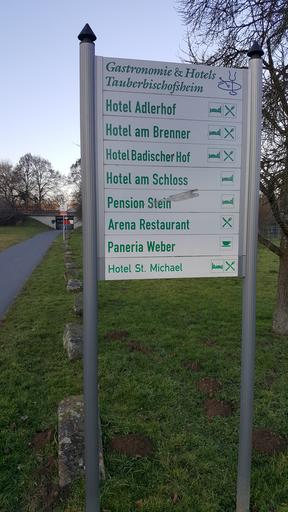 Gastronomie & Hotels
Tauberbischofsheim
Hotel Adlerhof
Hotel am Brenner
Hotel Badischer Hof
Hotel am Schloss
Pension Stein
Arena Restaurant
Paneria Weber
Hotel St. Michael